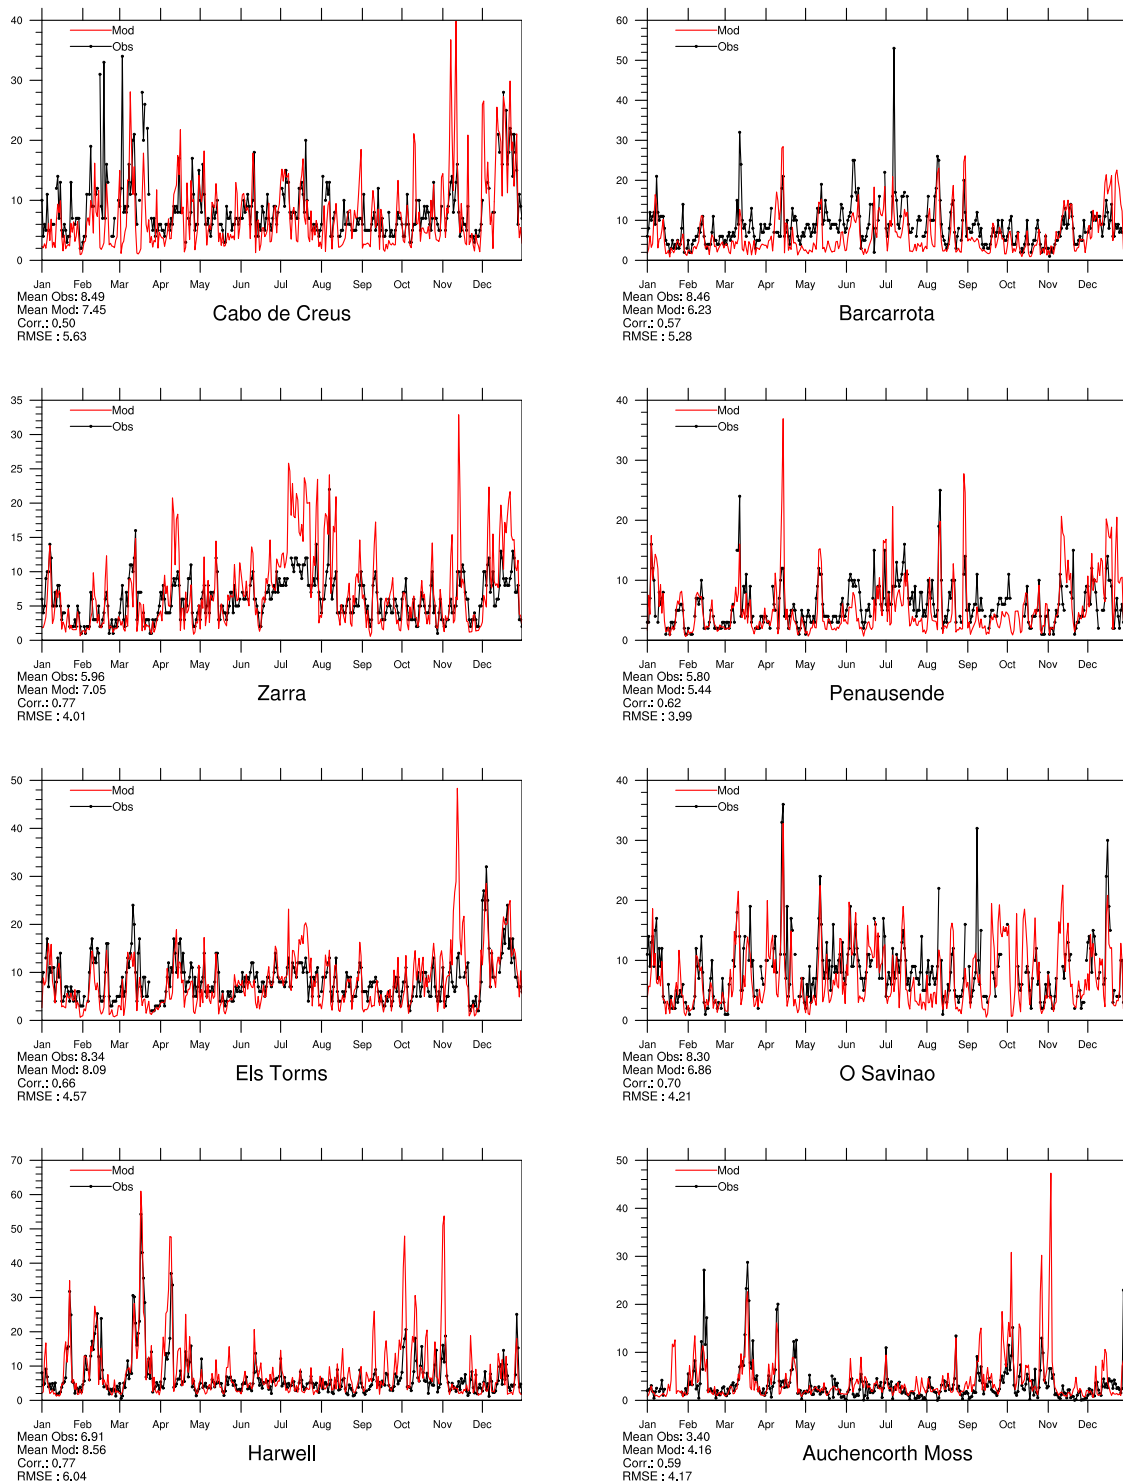 40
30
20
10
0
Mod
Obs
Jan Feb Mar Apr May Jun Jul Aug Sep Oct Nov Dec
Mean Obs: 8.49
Mean Mod: 7.45
Corr.: 0.50
RMSE : 5.63
Cabo de Creus
60
50
40
30
20
10
0
Mod
Obs
Jan Feb Mar Apr May Jun Jul Aug Sep Oct Nov Dec
Mean Obs: 8.46
Mean Mod: 6.23
Corr.: 0.57
RMSE : 5.28
Barcarrota
35
30
25
20
15
10
5
0
Mod
Obs
Jan Feb Mar Apr May Jun Jul Aug Sep Oct Nov Dec
Mean Obs: 5.96
Mean Mod: 7.05
Corr.: 0.77
RMSE : 4.01
Zarra
40
30
20
10
0
Mod
Obs
Jan Feb Mar Apr May Jun Jul Aug Sep Oct Nov Dec
Mean Obs: 5.80
Mean Mod: 5.44
Corr.: 0.62
RMSE : 3.99
Penausende
50
40
30
20
10
0
Mod
Obs
Jan Feb Mar Apr May Jun Jul Aug Sep Oct Nov Dec
Mean Obs: 8.34
Mean Mod: 8.09
Corr.: 0.66
RMSE : 4.57
Els Torms
40
30
20
10
0
Mod
Obs
Jan Feb Mar Apr May Jun Jul Aug Sep Oct Nov Dec
Mean Obs: 8.30
Mean Mod: 6.86
Corr.: 0.70
RMSE : 4.21
O Savinao
70
60
50
40
30
20
10
0
Mod
Obs
Jan Feb Mar Apr May Jun Jul Aug Sep Oct Nov Dec
Mean Obs: 6.91
Mean Mod: 8.56
Corr.: 0.77
RMSE : 6.04
Harwell
50
40
30
20
10
0
Mod
Obs
Jan Feb Mar Apr May Jun Jul Aug Sep Oct Nov Dec
Mean Obs: 3.40
Mean Mod: 4.16
Corr.: 0.59
RMSE : 4.17
Auchencorth Moss